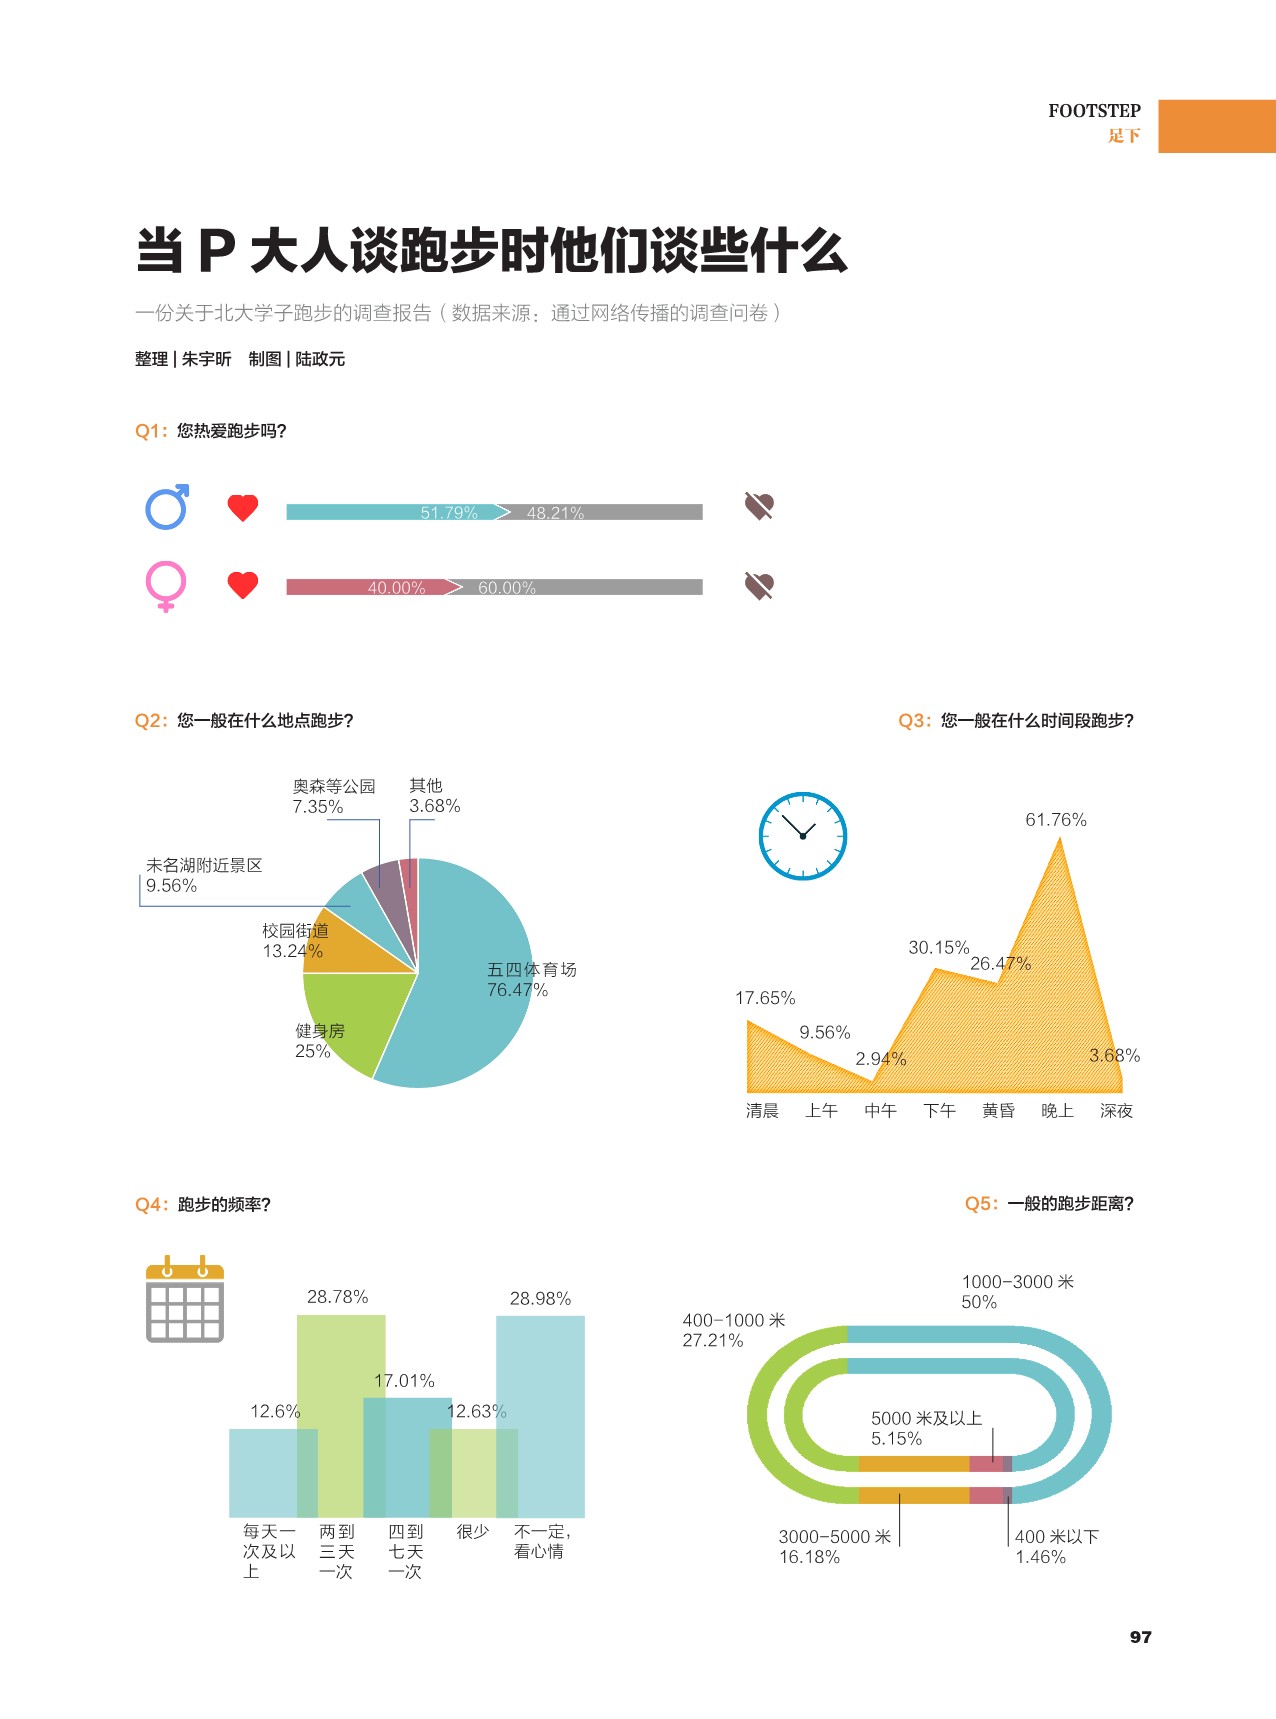 FOOTSTEP
足下
当 P 大人谈跑步时他们谈些什么
一份关于北大学子跑步的调查报告（数据来源：通过网络传播的调查问卷）
整理 | 朱宇昕 制图 | 陆政元
Q1：您热爱跑步吗？
51.79% 48.21%
40.00% 60.00%
Q2：您一般在什么地点跑步？
奥森等公园
7.35%
其他
3.68%
未名湖附近景区
9.56%
校园街道
13.24%
五四体育场
76.47%
健身房
25%
Q3：您一般在什么时间段跑步？
61.76%
30.15%
26.47%
17.65%
9.56%
2.94%
3.68%
清晨 上午 中午 下午 黄昏 晚上 深夜
Q4：跑步的频率？
28.78%
28.98%
17.01%
12.6%
12.63%
每天一
次及以
上
两到
三天
一次
四到
七天
一次
很少
不一定，
看心情
Q5：一般的跑步距离？
1000-3000 米
50%
400-1000 米
27.21%
5000 米及以上
5.15%
3000-5000 米
16.18%
400 米以下
1.46%
97